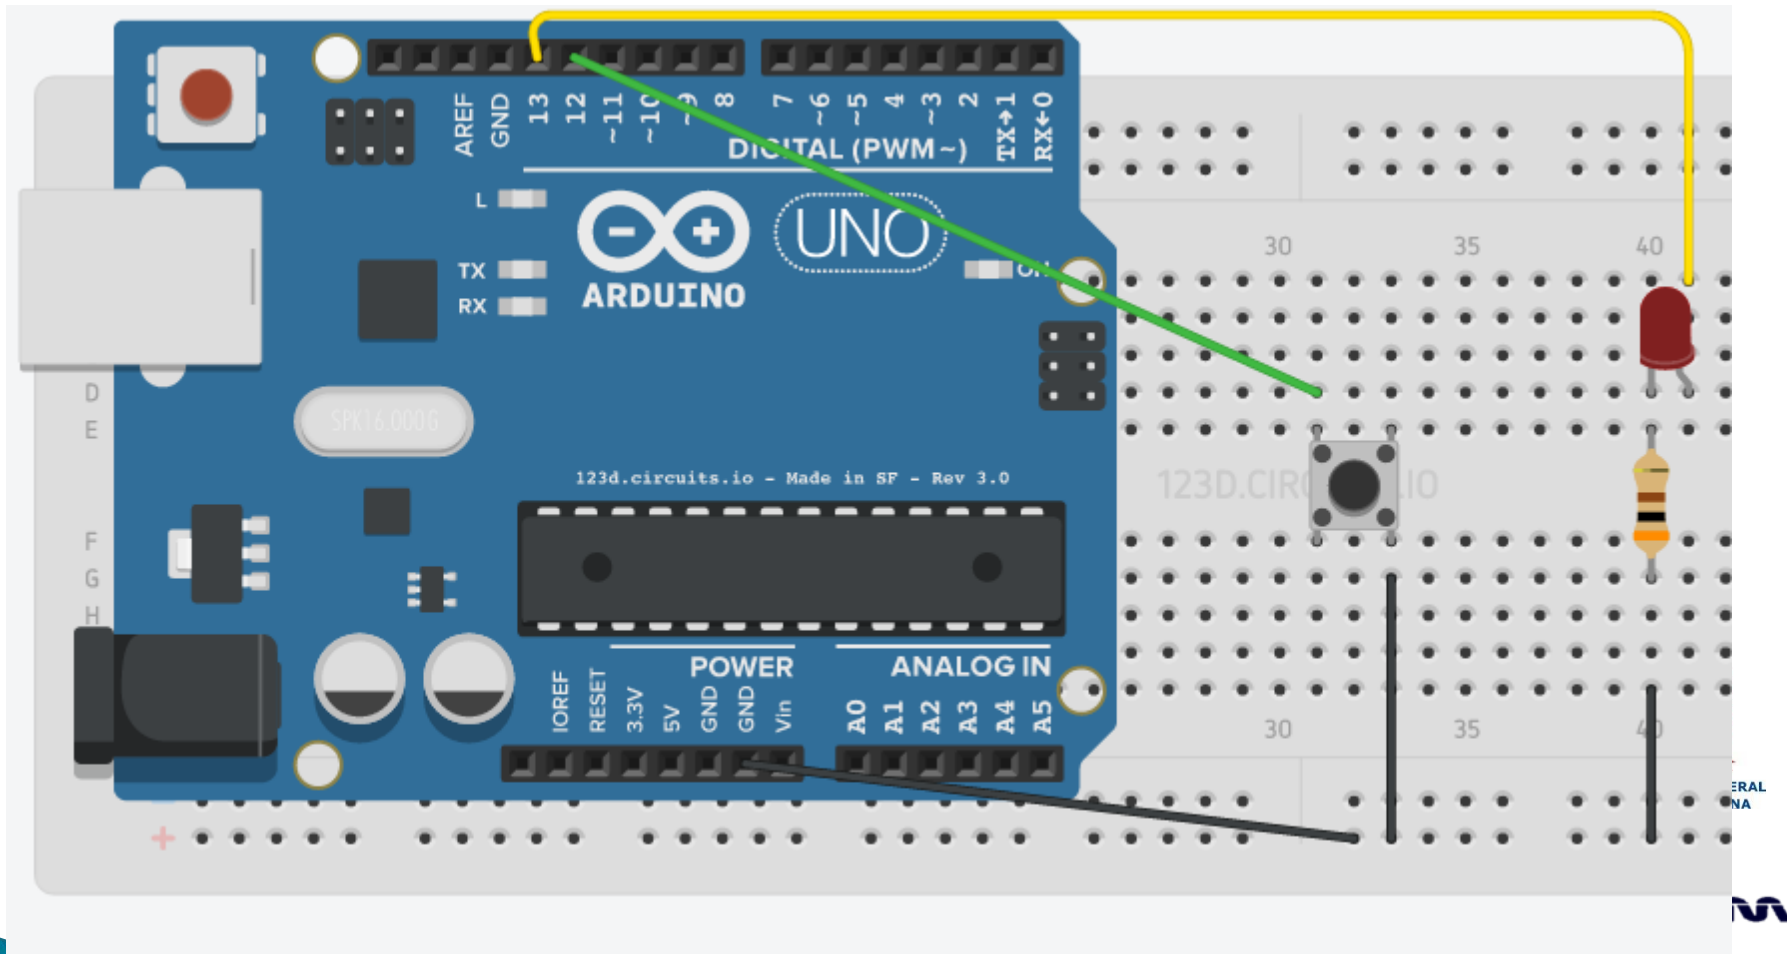 AREF GND 13 12 ~11 ~10 ~9 8 7 ~6 ~5 4 ~3 2 TX→1 RX←0
DIGITAL (PWM~)
L
UNO
TX
ON
RX
ARDUINO
30 35 40
D
E
SPK16.000G
123d.circuits.io - Made in SF - Rev 3.0
F
G
H
POWER ANALOG IN
IOREF RESET 3.3V 5V GND GND Vin A0 A1 A2 A3 A4 A5
30 35 40
ERAL
NA
+